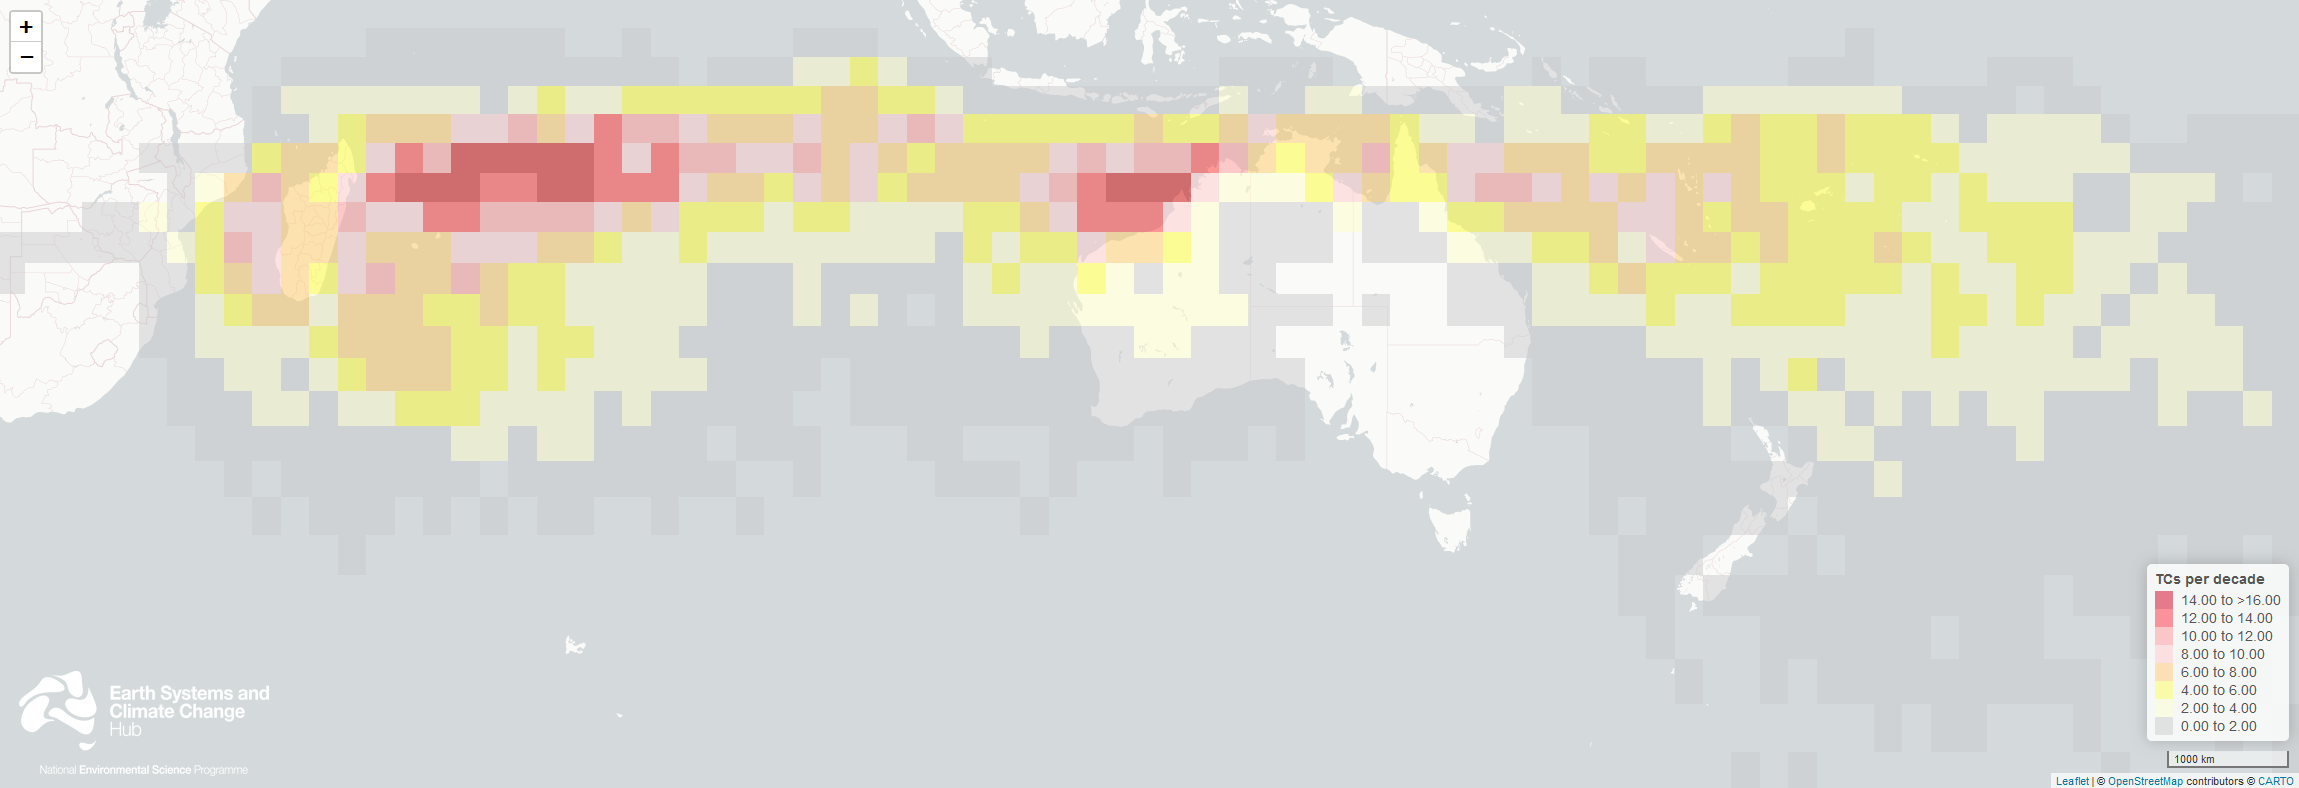 +
−
Earth Systems and
Climate Change
Hub
National Environmental Science Programme
TCs per decade
14.00 to >16.00
12.00 to 14.00
10.00 to 12.00
8.00 to 10.00
6.00 to 8.00
4.00 to 6.00
2.00 to 4.00
0.00 to 2.00
1000 km
Leaflet | © OpenStreetMap contributors © CARTO